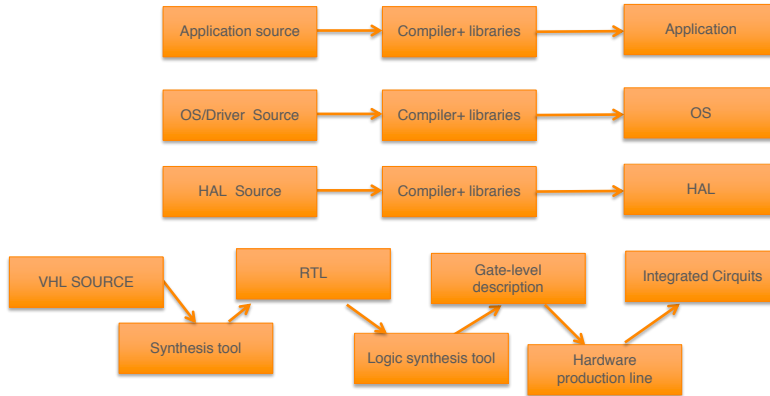 Application source
Compiler+ libraries
Application
OS/Driver  Source
Compiler+ libraries
OS
HAL  Source
Compiler+ libraries
HAL
VHL SOURCE
RTL
Gate-level
description
Integrated Cirquits
Synthesis tool
Logic synthesis tool
Hardware
production line